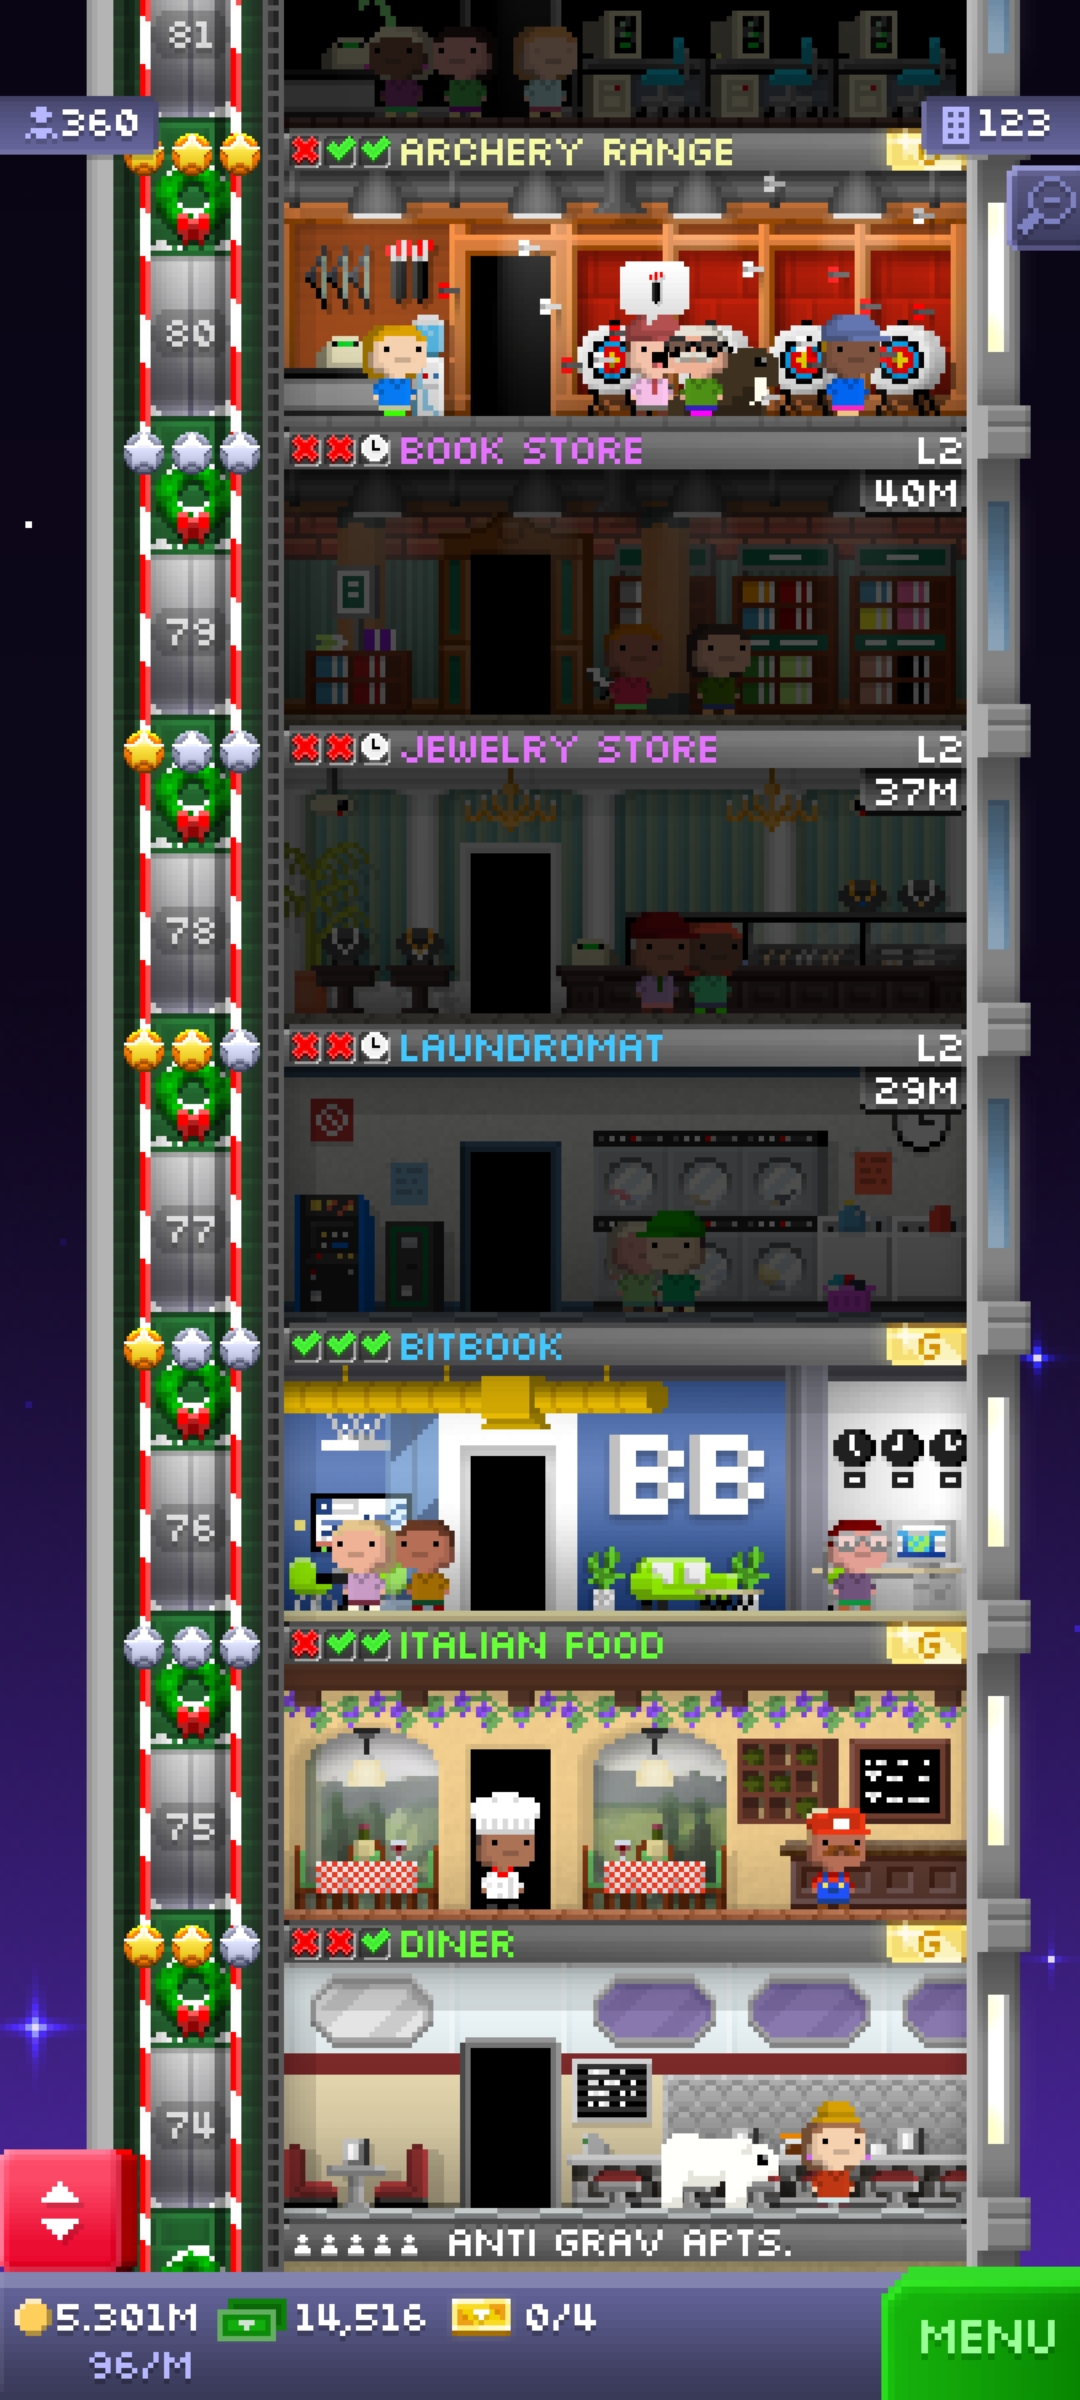 81
360
123
ARCHERY RANGE
80
BOOK STORE L2
40M
79
JEWELRY STORE L2
37M
78
LAUNDROMAT L2
29M
77
BITBOOK G
BB
76
ITALIAN FOOD G
75
DINER G
74
ANTI GRAV APTS.
5.301M 14,516 0/4
96/M
MENU